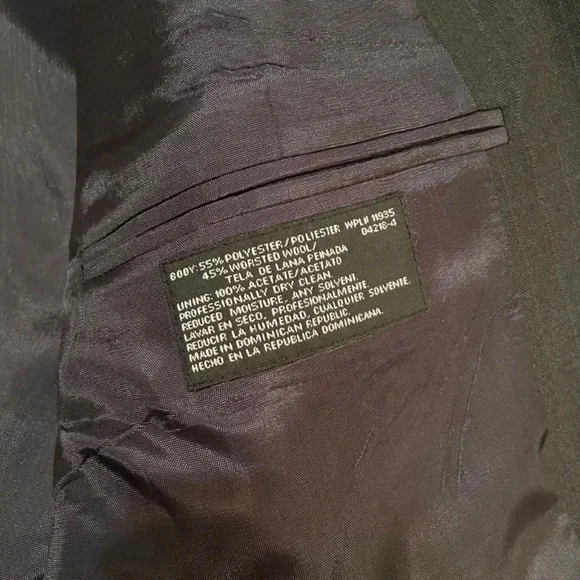 BODY: 55% POLYESTER/POLIESTER WPL# 11935
45% WORSTED WOOL/ 04218-4
TELA DE LANA PEINADA
LINING: 100% ACETATE/ACETATO
PROFESSIONALLY DRY CLEAN.
REDUCED MOISTURE, ANY SOLVENT.
LAVAR EN SECO, PROFESIONALMENTE
REDUCIR LA HUMEDAD, CUALQUIER SOLVENTE.
MADE IN DOMINICAN REPUBLIC.
HECHO EN LA REPUBLICA DOMINICANA.